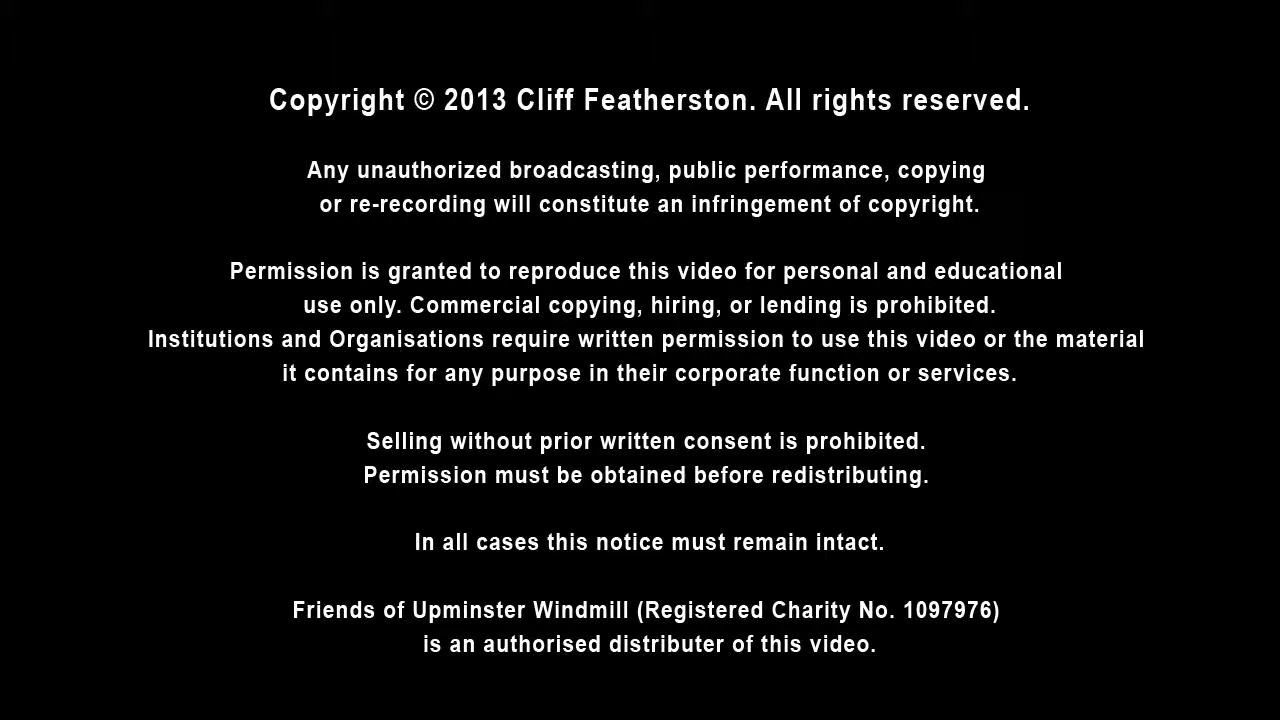 Copyright © 2013 Cliff Featherston. All rights reserved.
Any unauthorized broadcasting, public performance, copying
or re-recording will constitute an infringement of copyright.
Permission is granted to reproduce this video for personal and educational
use only. Commercial copying, hiring, or lending is prohibited.
Institutions and Organisations require written permission to use this video or the material
it contains for any purpose in their corporate function or services.
Selling without prior written consent is prohibited.
Permission must be obtained before redistributing.
In all cases this notice must remain intact.
Friends of Upminster Windmill (Registered Charity No. 1097976)
is an authorised distributer of this video.